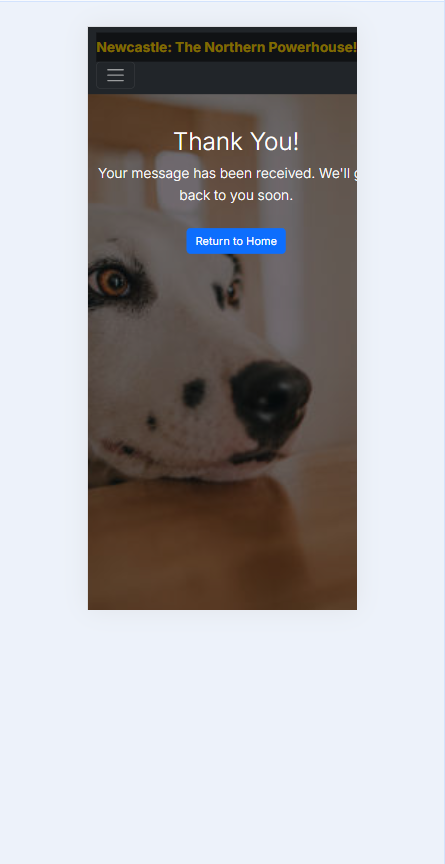 Newcastle: The Northern Powerhouse!
Thank You!
Your message has been received. We'll
back to you soon.
Return to Home